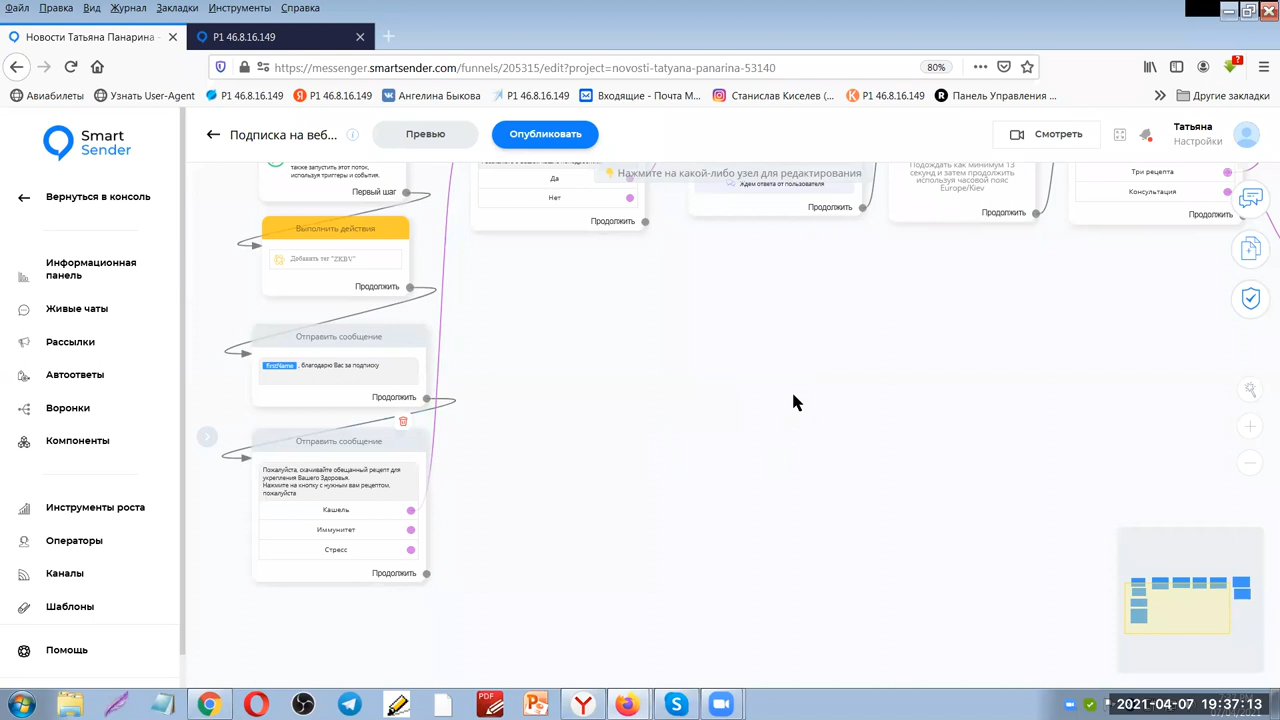 Файл Правка Вид Журнал Закладки Инструменты Справка
Новости Татьяна Панарина -
P1 46.8.16.149
https://messenger.smartsender.com/funnels/205315/edit?project=novosti-tatyana-panarina-53140
80%
Авиабилеты
Узнать User-Agent
P1 46.8.16.149
P1 46.8.16.149
Ангелина Быкова
P1 46.8.16.149
Входящие - Почта M...
Станислав Киселев (...
P1 46.8.16.149
Панель Управления ...
Другие закладки
Smart
Sender
Подписка на веб...
Превью
Опубликовать
Смотреть
Татьяна
Настройки
Вернуться в консоль
Информационная
панель
Живые чаты
Рассылки
Автоответы
Воронки
Компоненты
Инструменты роста
Операторы
Каналы
Шаблоны
Помощь
Нажмите на какой-либо узел для редактирования
также запустить этот поток,
используя триггеры и события.
Первый шаг
Выполнить действия
Добавить тег "ZKBV"
Продолжить
Отправить сообщение
firstName , благодарю Вас за подписку
Продолжить
Отправить сообщение
Пожалуйста, скачивайте обещанный рецепт для
укрепления Вашего Здоровья.
Нажмите на кнопку с нужным вам рецептом,
пожалуйста
Кашель
Иммунитет
Стресс
Продолжить
Да
Нет
Продолжить
Ждем ответа от пользователя
Продолжить
Подождать как минимум 13
секунд и затем продолжить
используя часовой пояс
Europe/Kiev
Продолжить
Три рецепта
Консультация
Продолжить
2021-04-07 19:37:13